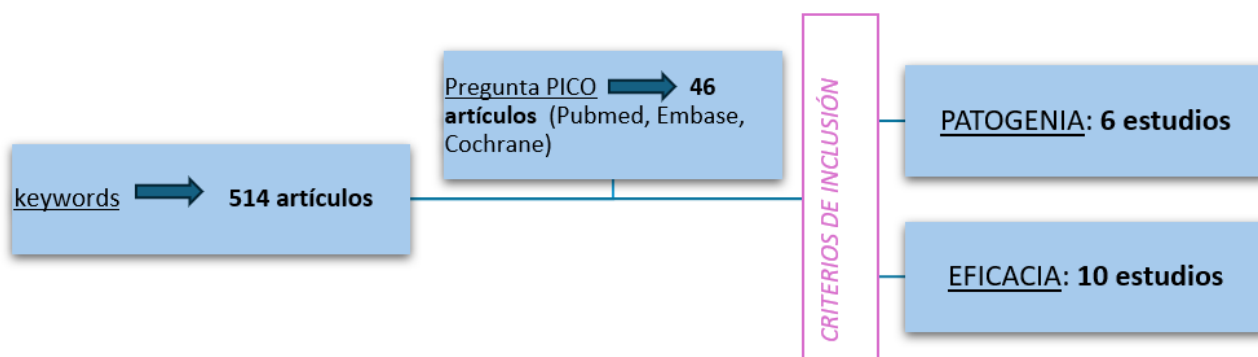 keywords 514 artículos
Pregunta PICO 46
artículos (Pubmed, Embase,
Cochrane)
CRITERIOS DE INCLUSIÓN
PATOGENIA: 6 estudios
EFICACIA: 10 estudios